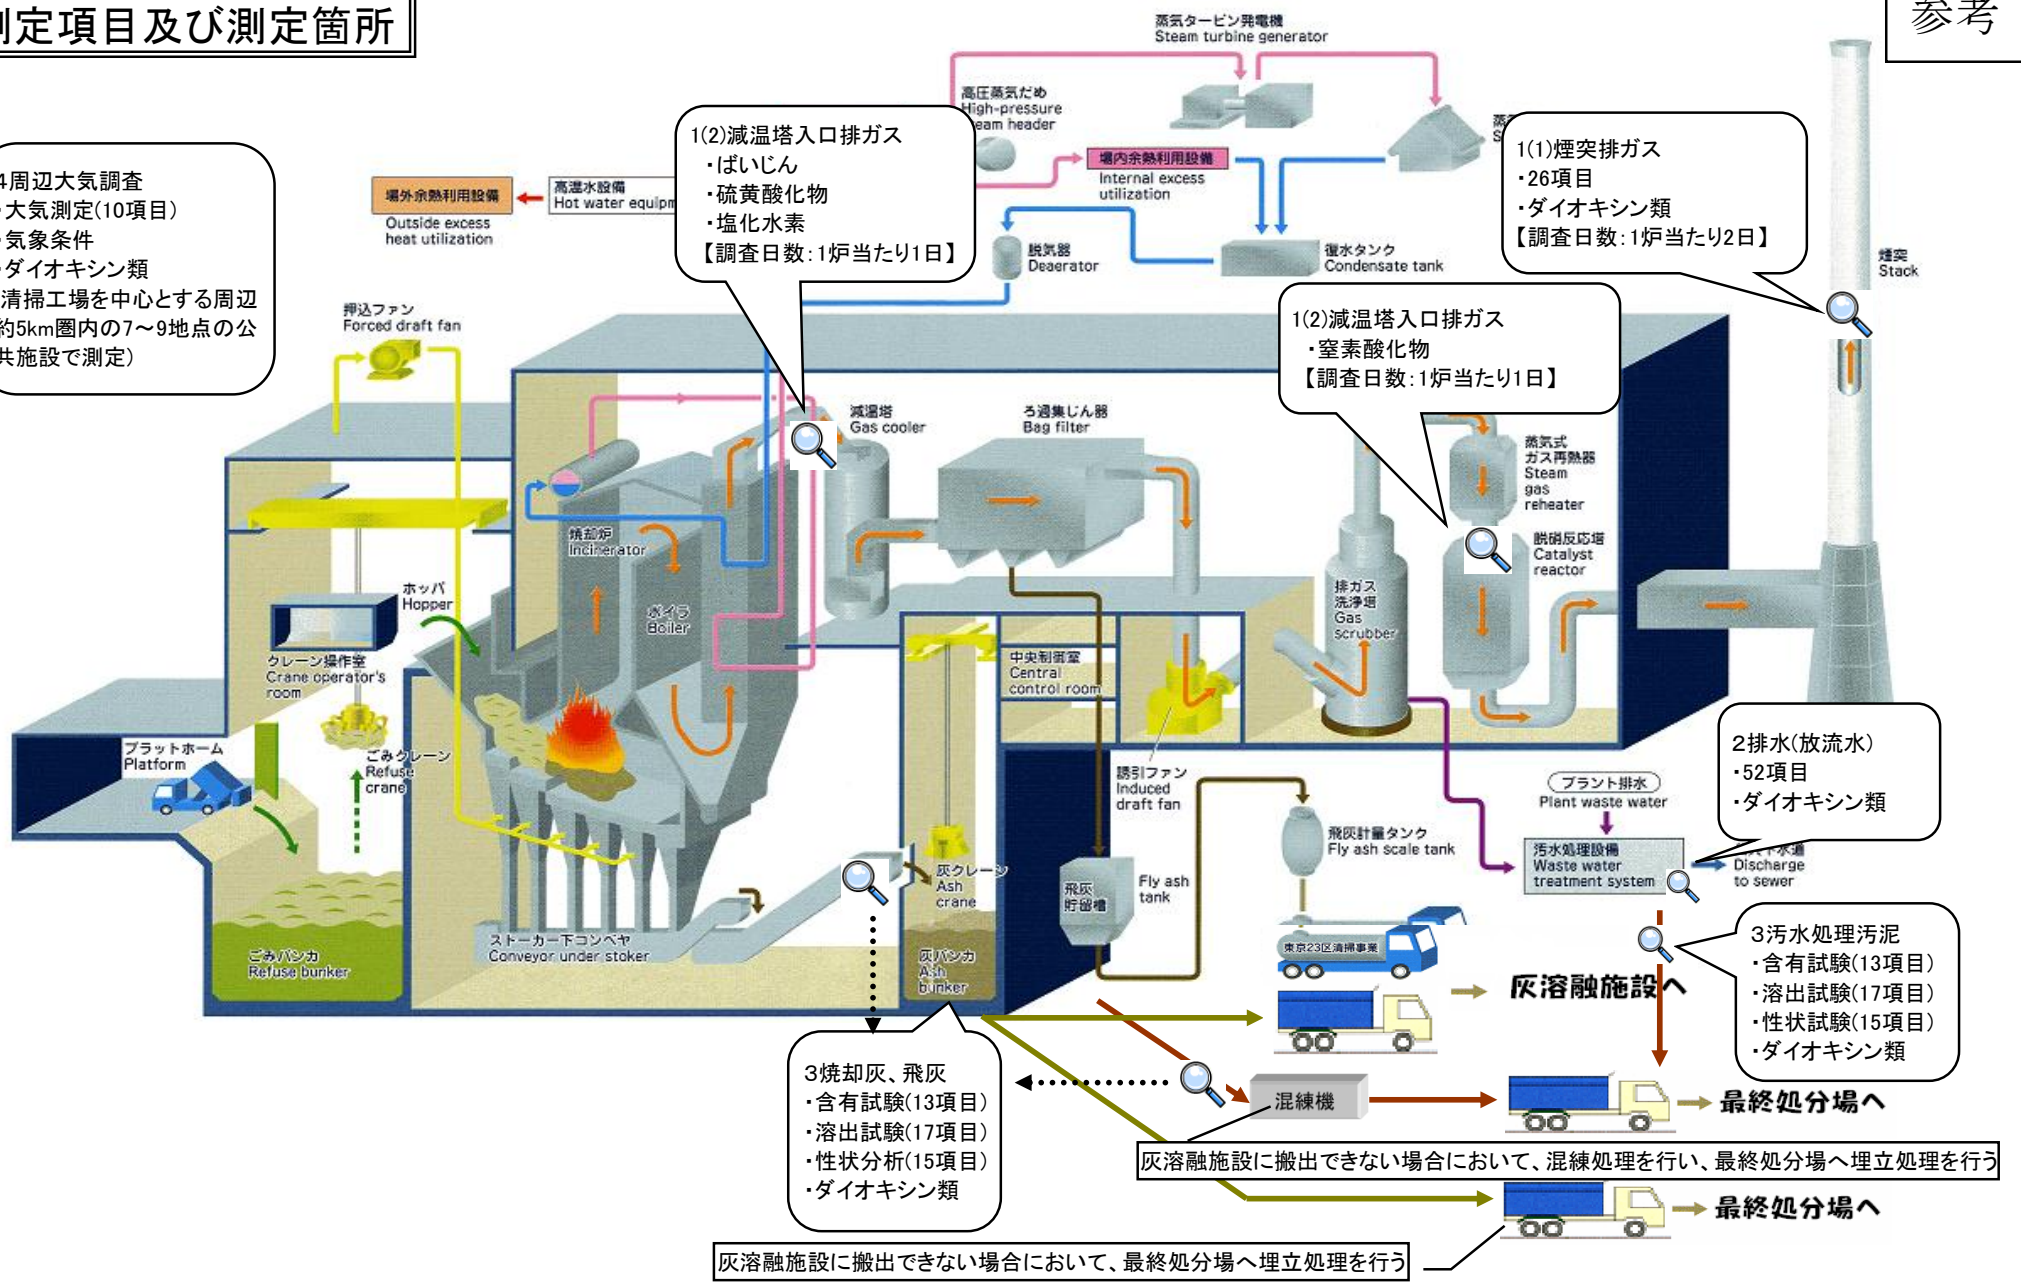 測定項目及び測定箇所
参考
蒸気タービン発電機
Steam turbine generator
高圧蒸気だめ
High-pressure
steam header
1(2)減温塔入口排ガス
・ばいじん
・硫黄酸化物
・塩化水素
【調査日数:1炉当たり1日】
1(1)煙突排ガス
・26項目
・ダイオキシン類
【調査日数:1炉当たり2日】
4周辺大気調査
・大気測定(10項目)
・気象条件
・ダイオキシン類
清掃工場を中心とする周辺
約5km圏内の7～9地点の公
共施設で測定)
場外余熱利用設備
Outside excess
heat utilization
高温水設備
Hot water equipm
場内余熱利用設備
Internal excess
utilization
脱気器
Deaerator
復水タンク
Condensate tank
煙突
Stack
押込ファン
Forced draft fan
1(2)減温塔入口排ガス
・窒素酸化物
【調査日数:1炉当たり1日】
減温塔
Gas cooler
ろ過集じん器
Bag filter
蒸気式
ガス再熱器
Steam
gas
reheater
焼却炉
Incinerator
脱硝反応塔
Catalyst
reactor
ホッパ
Hopper
ボイラ
Boiler
排ガス
洗浄塔
Gas
scrubber
クレーン操作室
Crane operator's
room
中央制御室
Central
control room
プラットホーム
Platform
ごみクレーン
Refuse
crane
誘引ファン
Induced
draft fan
プラント排水
Plant waste water
2排水(放流水)
・52項目
・ダイオキシン類
飛灰計量タンク
Fly ash scale tank
汚水処理設備
Waste water
treatment system
水道
Discharge
to sewer
灰クレーン
Ash
crane
飛灰
貯留槽
Fly ash
tank
ごみバンカ
Refuse bunker
ストーカー下コンベヤ
Conveyor under stoker
灰バンカ
Ash
bunker
東京23区清掃事業
灰溶融施設へ
3汚水処理汚泥
・含有試験(13項目)
・溶出試験(17項目)
・性状試験(15項目)
・ダイオキシン類
3焼却灰、飛灰
・含有試験(13項目)
・溶出試験(17項目)
・性状分析(15項目)
・ダイオキシン類
混練機
最終処分場へ
灰溶融施設に搬出できない場合において、混練処理を行い、最終処分場へ埋立処理を行う
最終処分場へ
灰溶融施設に搬出できない場合において、最終処分場へ埋立処理を行う